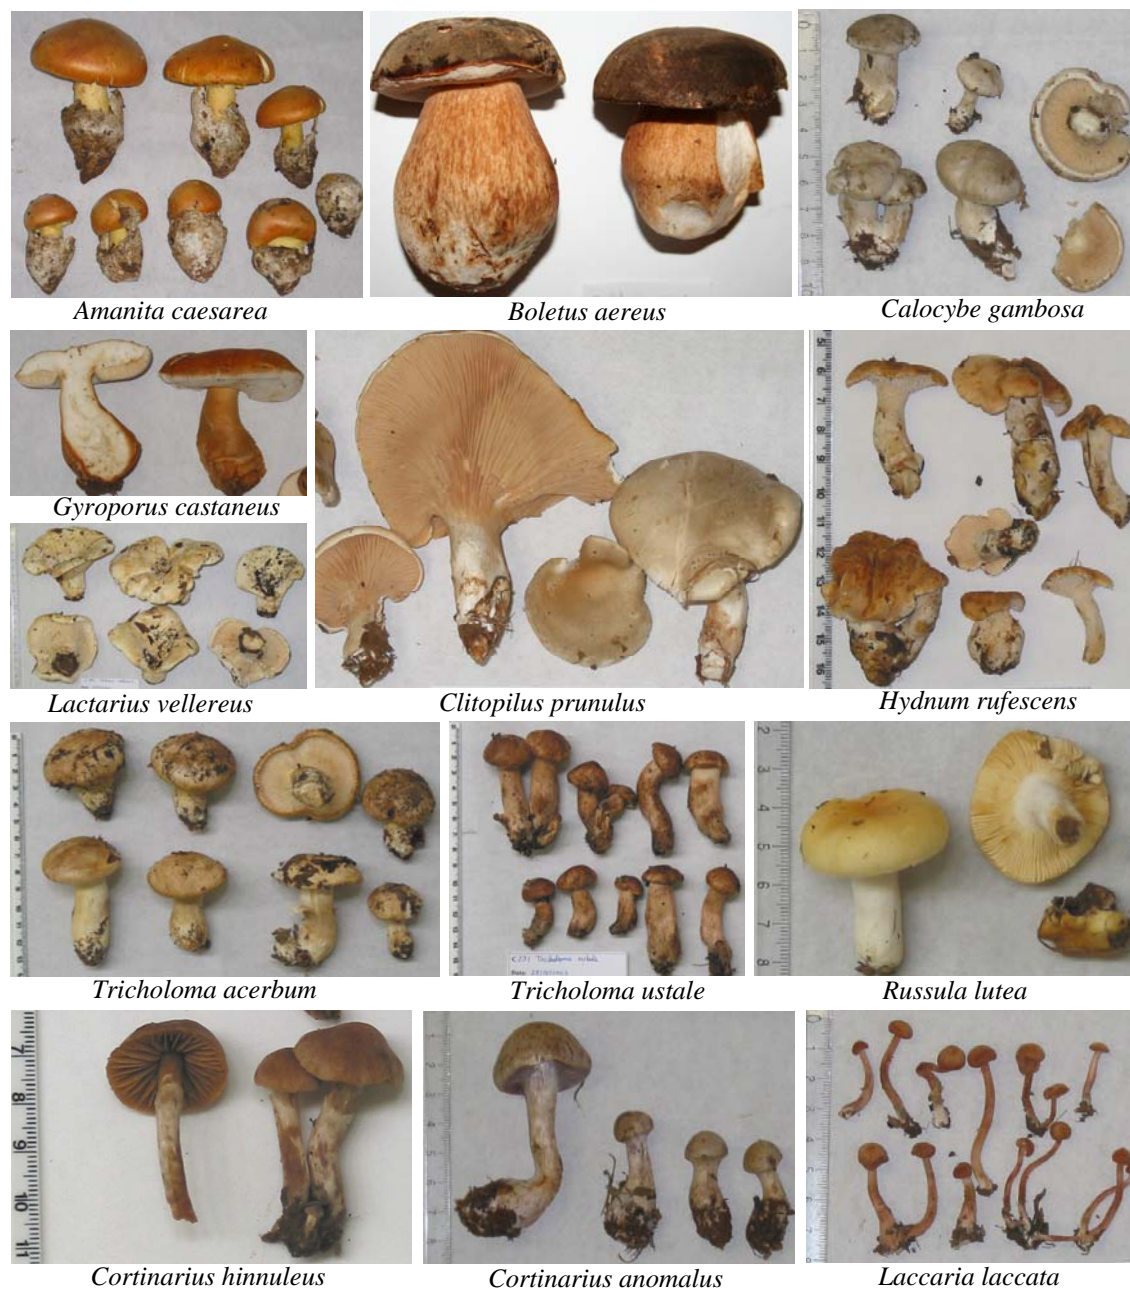 Amanita caesarea
Boletus aereus
Calocybe gambosa
Gyroporus castaneus
Lactarius vellereus
Clitopilus prunulus
Hydnum rufescens
Tricholoma acerbum
Tricholoma ustale
Russula lutea
Cortinarius hinnuleus
Cortinarius anomalus
Laccaria laccata